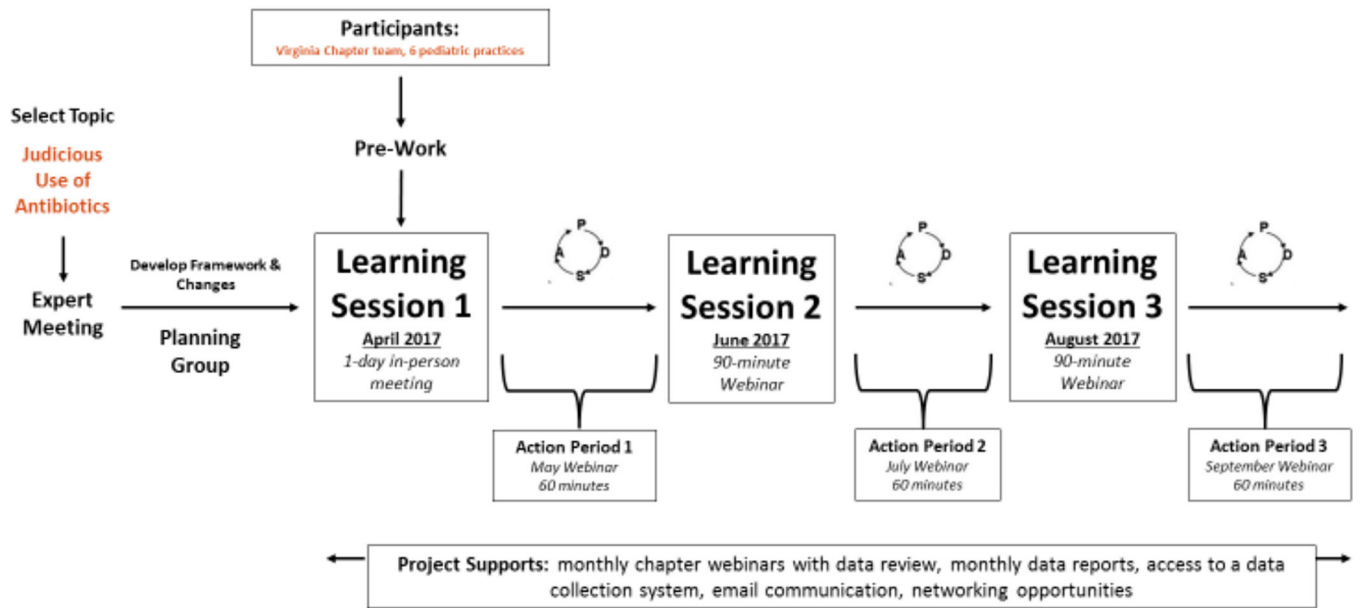 Participants:
Virginia Chapter team, 6 pediatric practices
Select Topic
Judicious
Use of
Antibiotics
Pre-Work
Expert
Meeting
Develop Framework &
Changes
Planning
Group
Learning
Session 1
April 2017
1-day in-person
meeting
P
A
D
S
Learning
Session 2
June 2017
90-minute
Webinar
P
A
D
S
Learning
Session 3
August 2017
90-minute
Webinar
P
A
D
S
Action Period 1
May Webinar
60 minutes
Action Period 2
July Webinar
60 minutes
Action Period 3
September Webinar
60 minutes
Project Supports: monthly chapter webinars with data review, monthly data reports, access to a data
collection system, email communication, networking opportunities